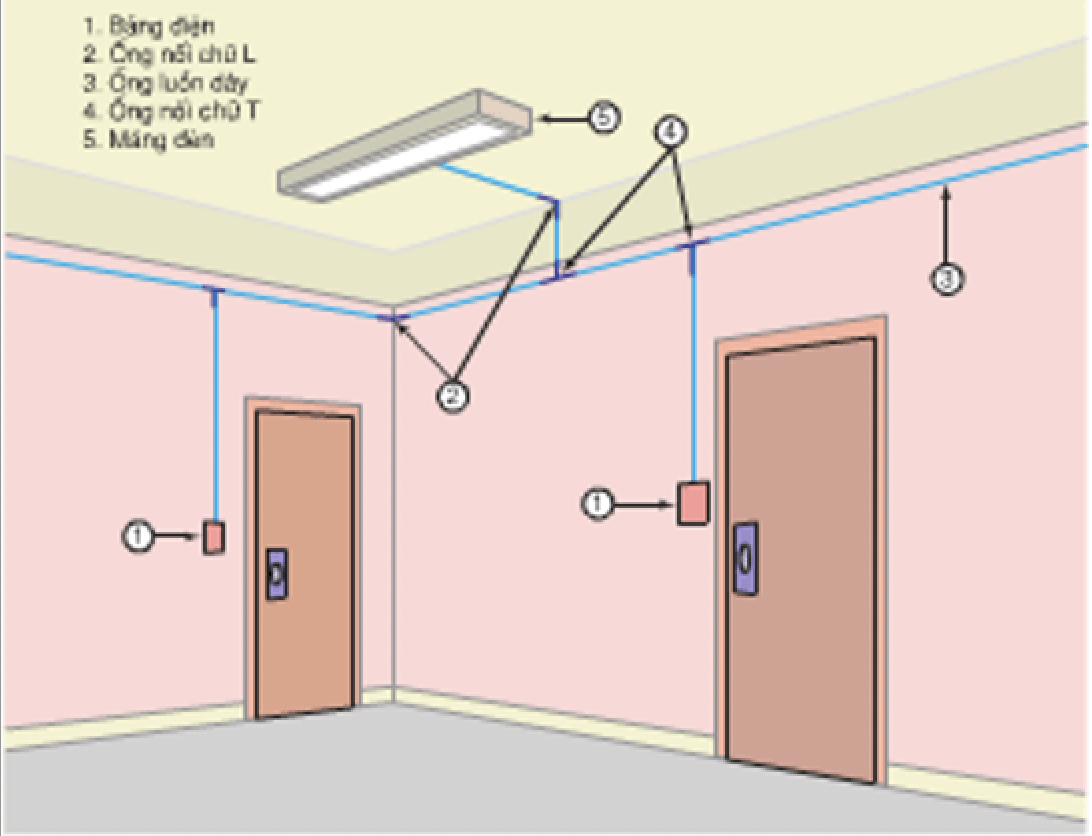 1. Bảng điện
2. Ống nối chữ L
3. Ống luồn dây
4. Ống nối chữ T
5. Máng đèn
5
4
3
2
1
1